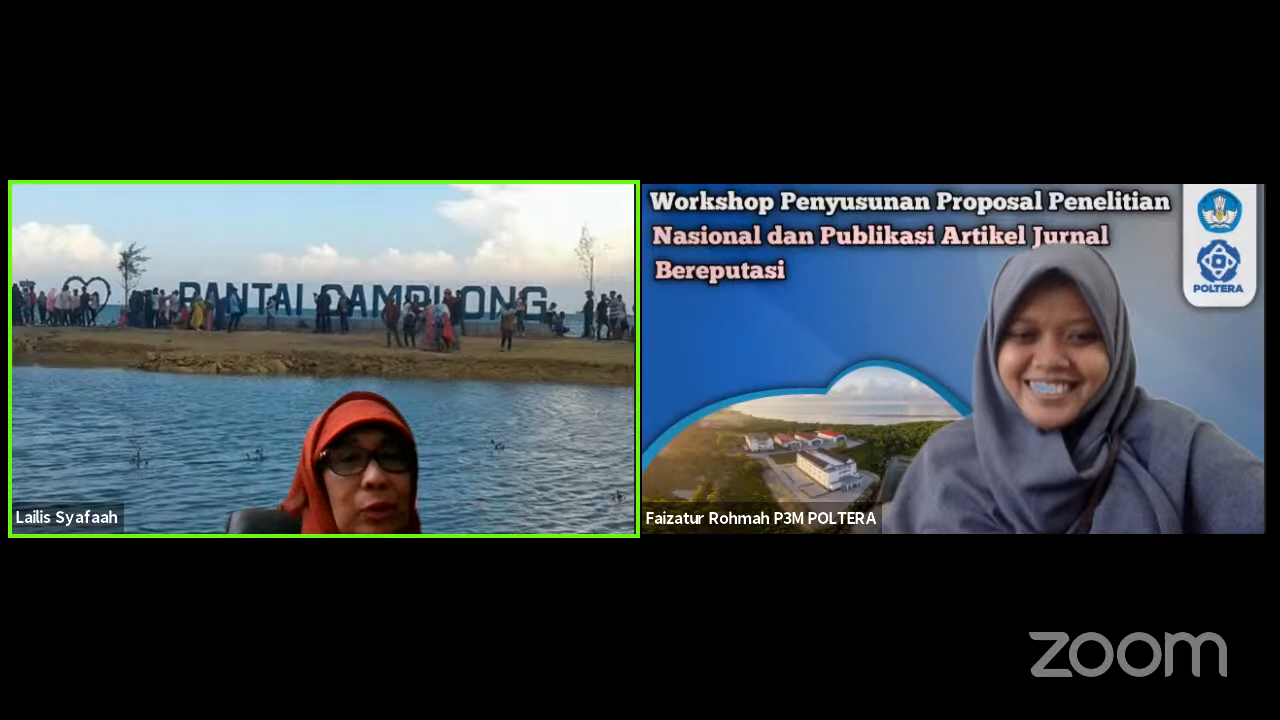 PANTAI CAMPLONG
Lailis Syafaah
Workshop Penyusunan Proposal Penelitian
Nasional dan Publikasi Artikel Jurnal
Bereputasi
POLTERA
Faizatur Rohmah P3M POLTERA
zoom